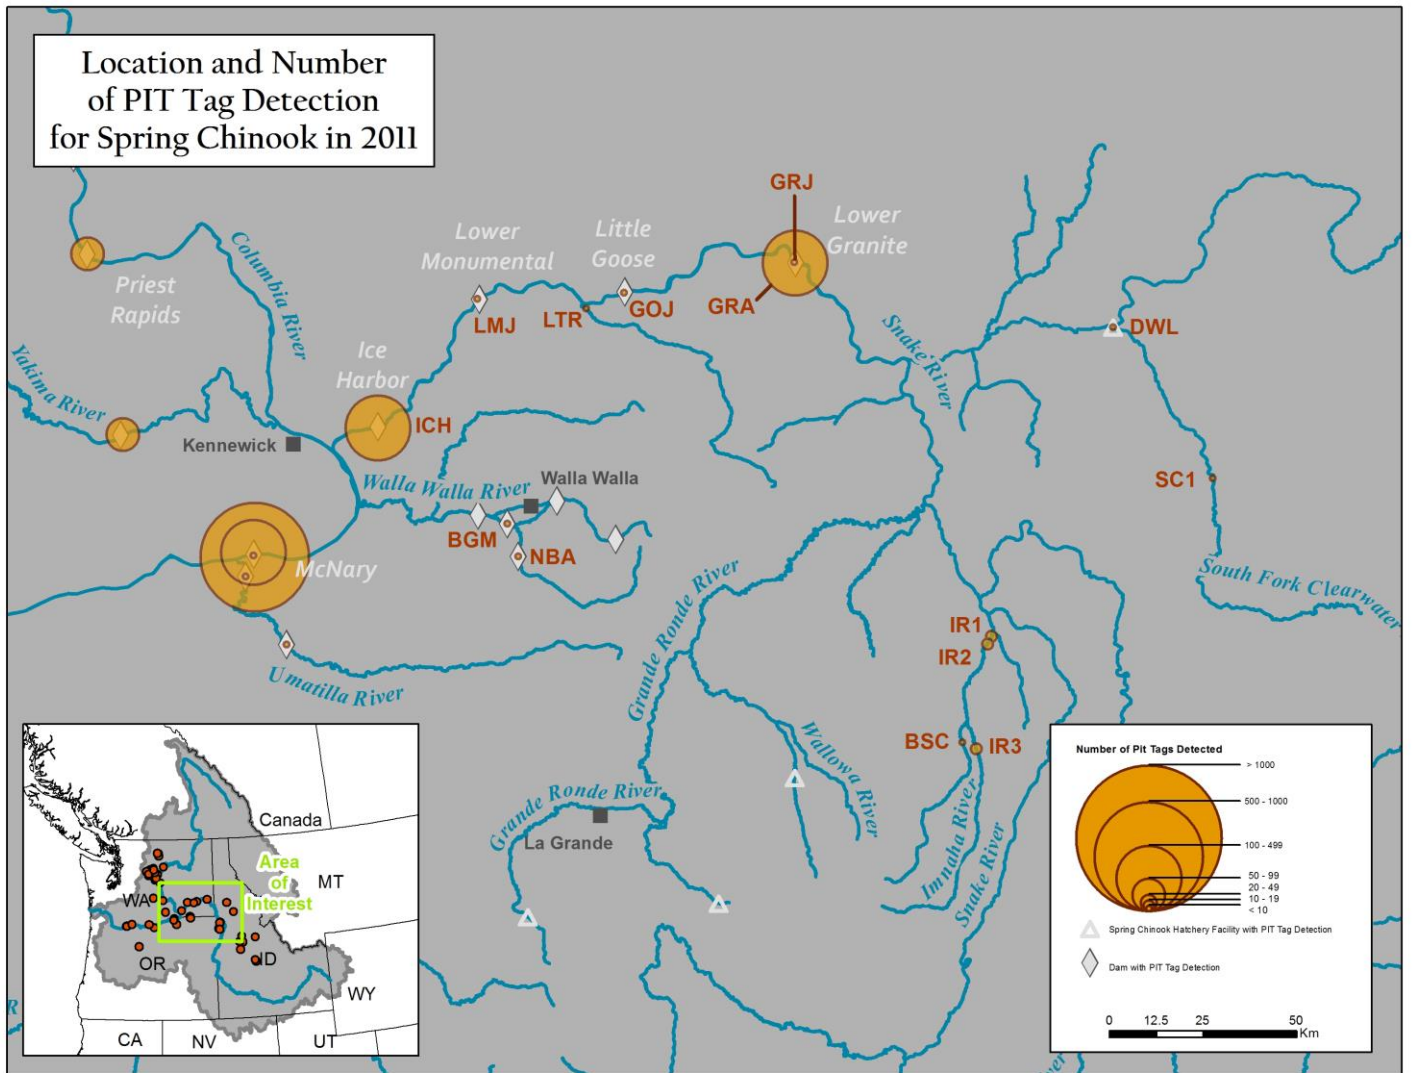 Location and Number
of PIT Tag Detection
for Spring Chinook in 2011
GRJ
Lower
Granite
Little
Goose
Lower
Monumental
Columbia River
Priest
Rapids
GRA
GOJ
LTR
LMJ
DWL
Snake River
Ice
Harbor
Yakima River
ICH
Kennewick
Walla Walla River
Walla Walla
SC1
BGM
NBA
McNary
South Fork Clearwater
Grande Ronde River
IR1
IR2
Umatilla River
BSC
IR3
Wallowa River
Grande Ronde River
La Grande
Imnaha River
Snake River
Canada
Area
of
Interest
WA
MT
OR
ID
WY
CA
NV
UT
R
Number of Pit Tags Detected
> 1000
500 - 1000
100 - 499
50 - 99
20 - 49
10 - 19
< 10
Spring Chinook Hatchery Facility with PIT Tag Detection
Dam with PIT Tag Detection
0 12.5 25 50
Km
River